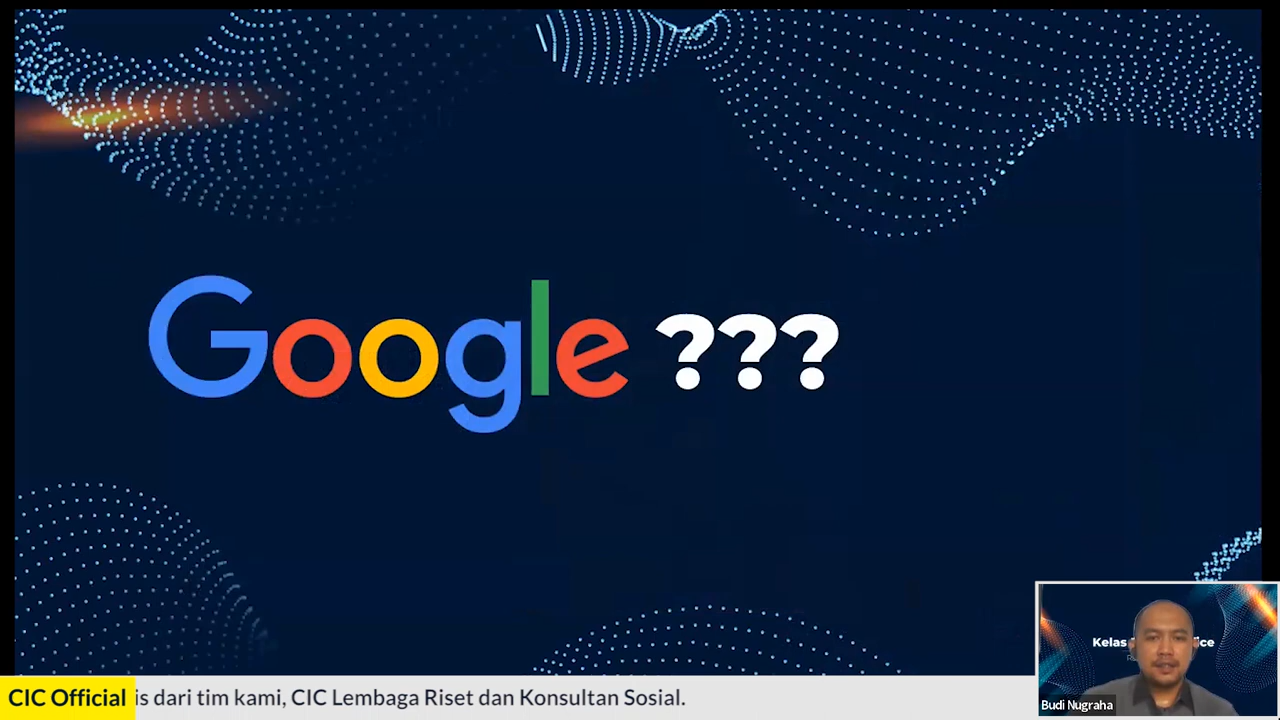 Google ???
Kelas
ice
Budi Nugraha
CIC Official
is dari tim kami, CIC Lembaga Riset dan Konsultan Sosial.